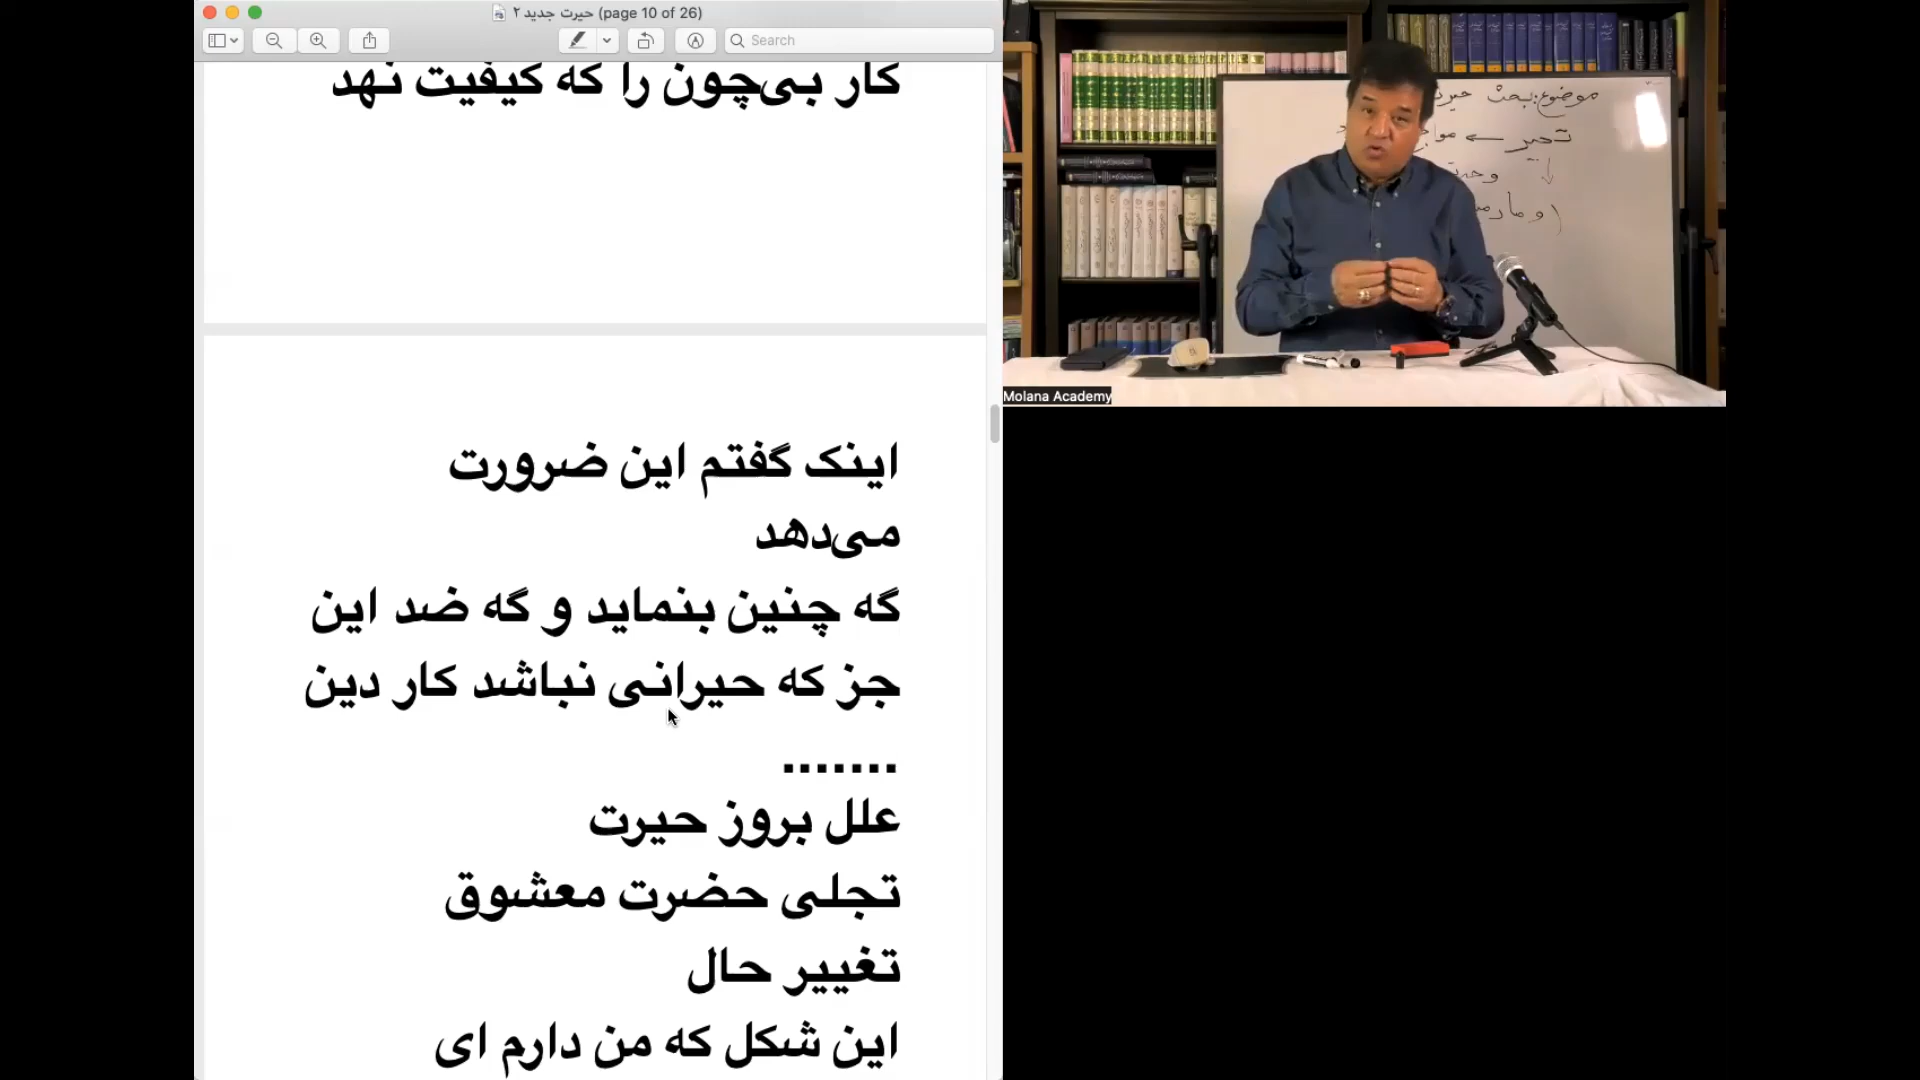 حیرت جدید ۲ (page 10 of 26)
Search
کار بی‌چون را که کیفیت نهد
اینک گفتم این ضرورت
می‌دهد
گه چنین بنماید و گه ضد این
جز که حیرانی نباشد کار دین
.......
علل بروز حیرت
تجلی حضرت معشوق
تغییر حال
این شکل که من دارم ای
موضوع: بحث
تحیر
وحدت
Molana Academy